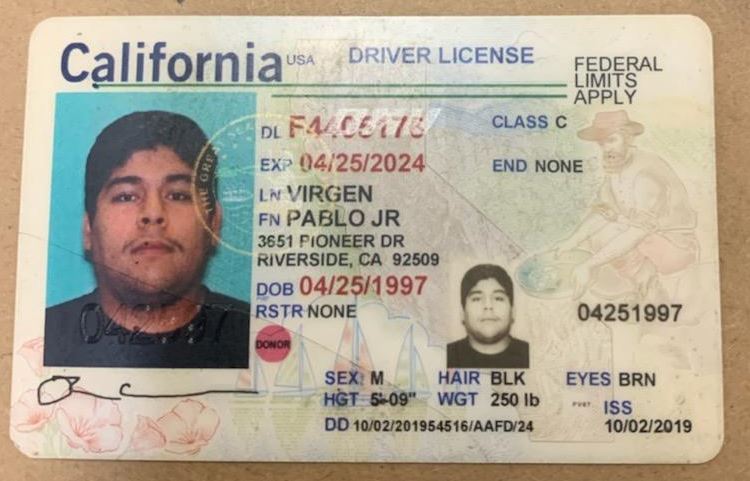 California USA DRIVER LICENSE
FEDERAL
LIMITS
APPLY
DL F4406176
CLASS C
EXP 04/25/2024
END NONE
LN VIRGEN
FN PABLO JR
3651 PIONEER DR
RIVERSIDE, CA 92509
DOB 04/25/1997
RSTR NONE
04251997
DONOR
SEX M HAIR BLK EYES BRN
HGT 5'-09" WGT 250 lb
ISS
DD 10/02/201954516/AAFD/24
10/02/2019